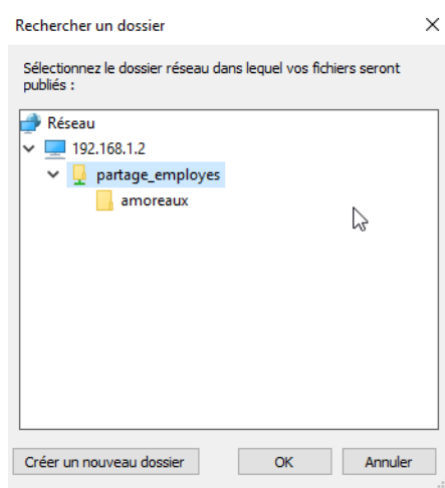 Rechercher un dossier
Sélectionnez le dossier réseau dans lequel vos fichiers seront
publiés :
Réseau
192.168.1.2
partage_employes
amoreaux
Créer un nouveau dossier OK Annuler